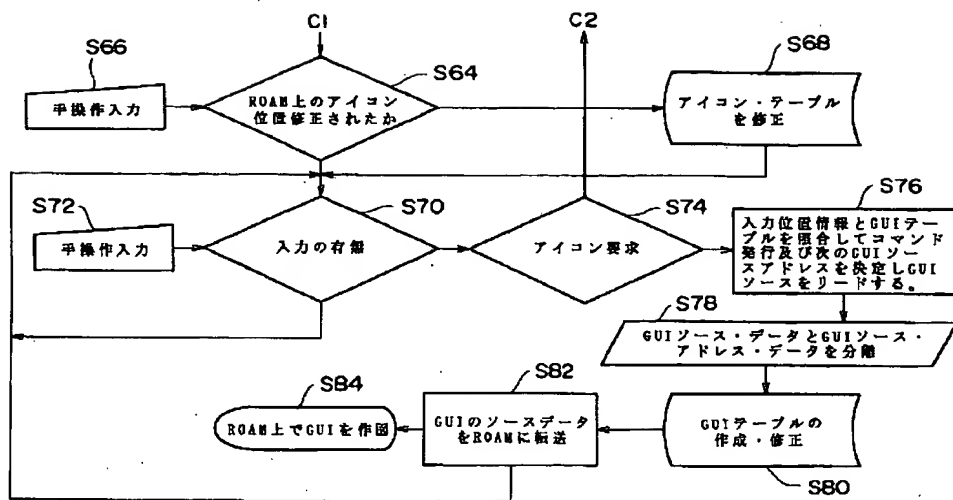 C1
C2
S66
S64
S68
手操作入力
ROAM上のアイコン
位置修正されたか
アイコン・テーブル
を修正
S72
S70
S74
S76
手操作入力
入力の有無
アイコン要求
入力位置情報とGUIテー
ブルを照合してコマンド
発行及び次のGUIソー
スアドレスを決定しGUI
ソースをリードする。
S78
GUIソース・データとGUIソース・
アドレス・データを分離
S84
S82
ROAM上でGUIを作図
GUIのソースデータ
をROAMに転送
GUIテーブルの
作成・修正
S80